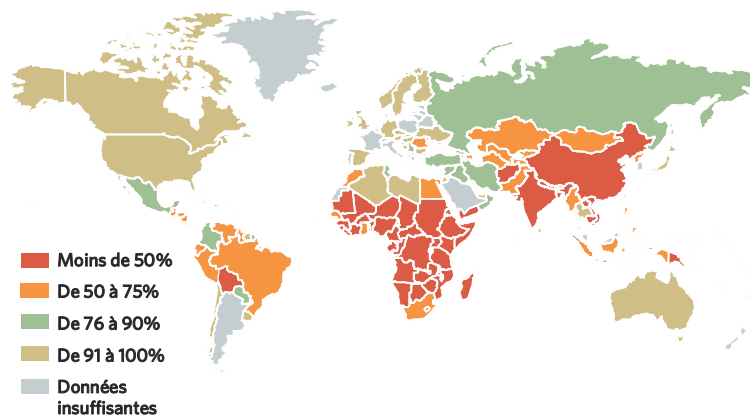 Moins de 50%
De 50 à 75%
De 76 à 90%
De 91 à 100%
Données
insuffisantes